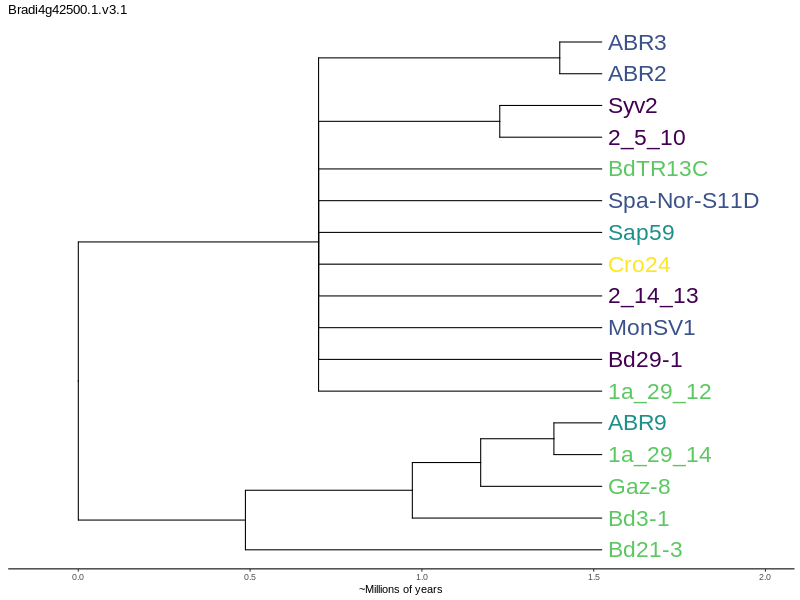 Bradi4g42500.1.v3.1
ABR3
ABR2
Syv2
2_5_10
BdTR13C
Spa-Nor-S11D
Sap59
Cro24
2_14_13
MonSV1
Bd29-1
1a_29_12
ABR9
1a_29_14
Gaz-8
Bd3-1
Bd21-3
0.0 0.5 1.0 1.5 2.0
~Millions of years